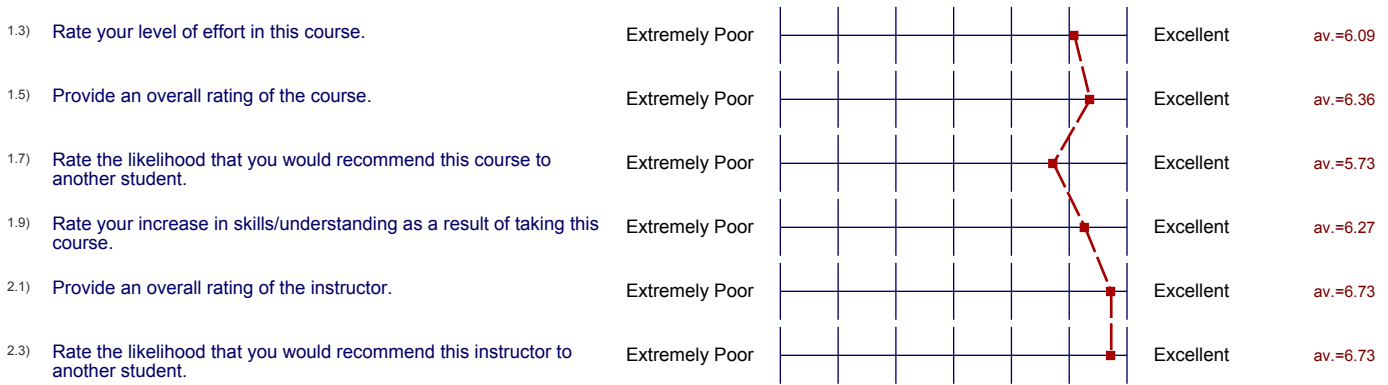 1.3) Rate your level of effort in this course. Extremely Poor Excellent av.=6.09
1.5) Provide an overall rating of the course. Extremely Poor Excellent av.=6.36
1.7) Rate the likelihood that you would recommend this course to
another student. Extremely Poor Excellent av.=5.73
1.9) Rate your increase in skills/understanding as a result of taking this
course. Extremely Poor Excellent av.=6.27
2.1) Provide an overall rating of the instructor. Extremely Poor Excellent av.=6.73
2.3) Rate the likelihood that you would recommend this instructor to
another student. Extremely Poor Excellent av.=6.73